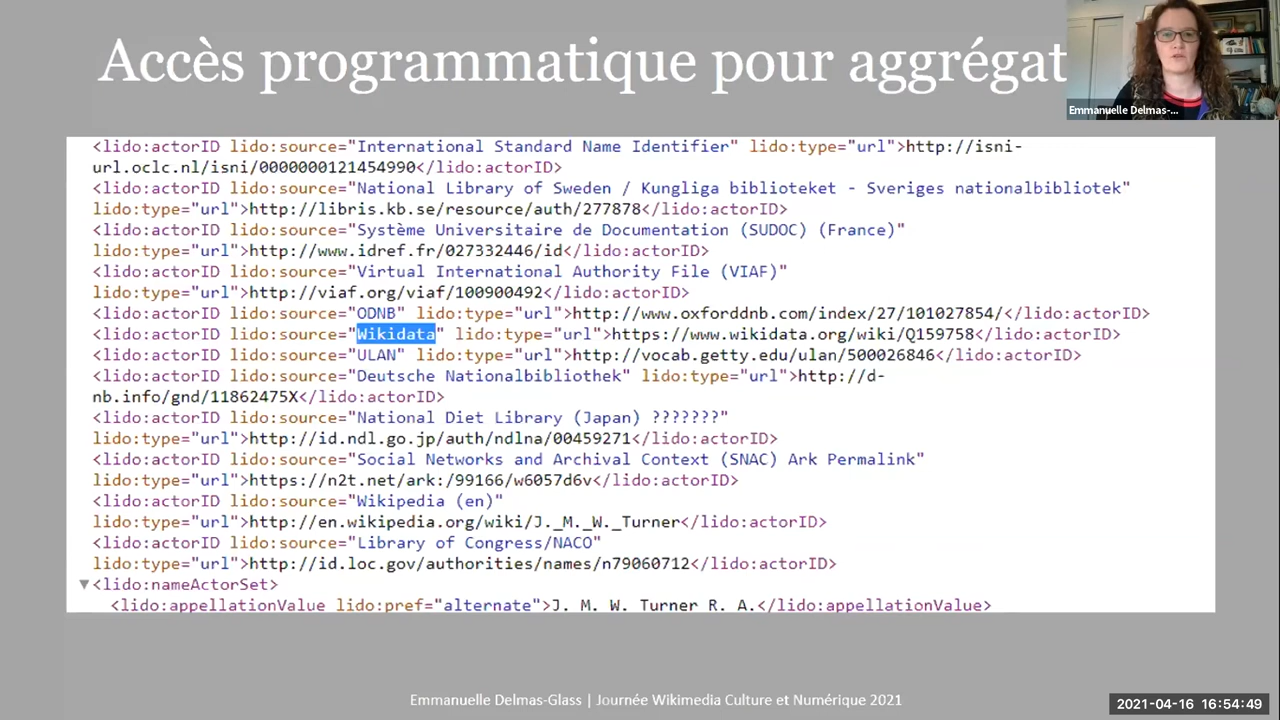 Accès programmatique pour aggrégat
Emmanuelle Delmas-...
<lido:actorID lido:source="International Standard Name Identifier" lido:type="url">http://isni-
url.oclc.nl/isni/0000000121454990</lido:actorID>
<lido:actorID lido:source="National Library of Sweden / Kungliga biblioteket - Sveriges nationalbibliotek"
lido:type="url">http://libris.kb.se/resource/auth/277878</lido:actorID>
<lido:actorID lido:source="Système Universitaire de Documentation (SUDOC) (France)"
lido:type="url">http://www.idref.fr/027332446/id</lido:actorID>
<lido:actorID lido:source="Virtual International Authority File (VIAF)"
lido:type="url">http://viaf.org/viaf/100900492</lido:actorID>
<lido:actorID lido:source="ODNB" lido:type="url">http://www.oxforddnb.com/index/27/101027854/</lido:actorID>
<lido:actorID lido:source="Wikidata" lido:type="url">https://www.wikidata.org/wiki/Q159758</lido:actorID>
<lido:actorID lido:source="ULAN" lido:type="url">http://vocab.getty.edu/ulan/500026846</lido:actorID>
<lido:actorID lido:source="Deutsche Nationalbibliothek" lido:type="url">http://d-
nb.info/gnd/11862475X</lido:actorID>
<lido:actorID lido:source="National Diet Library (Japan) ???????"
lido:type="url">http://id.ndl.go.jp/auth/ndlna/00459271</lido:actorID>
<lido:actorID lido:source="Social Networks and Archival Context (SNAC) Ark Permalink"
lido:type="url">https://n2t.net/ark:/99166/w6057d6v</lido:actorID>
<lido:actorID lido:source="Wikipedia (en)"
lido:type="url">http://en.wikipedia.org/wiki/J._M._W._Turner</lido:actorID>
<lido:actorID lido:source="Library of Congress/NACO"
lido:type="url">http://id.loc.gov/authorities/names/n79060712</lido:actorID>
▼<lido:nameActorSet>
<lido:appellationValue lido:pref="alternate">J. M. W. Turner R. A.</lido:appellationValue>
Emmanuelle Delmas-Glass | Journée Wikimedia Culture et Numérique 2021
2021-04-16 16:54:49